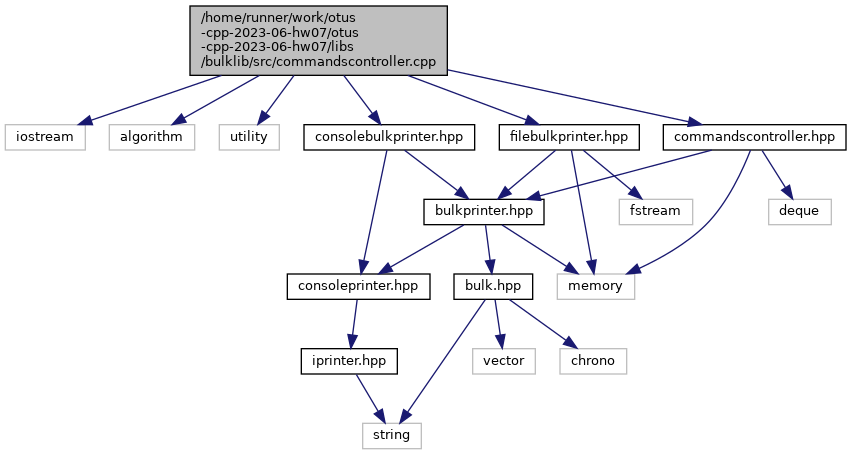 /home/runner/work/otus
-cpp-2023-06-hw07/otus
-cpp-2023-06-hw07/libs
/bulklib/src/commandscontroller.cpp
iostream
algorithm
utility
consolebulkprinter.hpp
filebulkprinter.hpp
commandscontroller.hpp
bulkprinter.hpp
fstream
deque
consoleprinter.hpp
bulk.hpp
memory
iprinter.hpp
vector
chrono
string